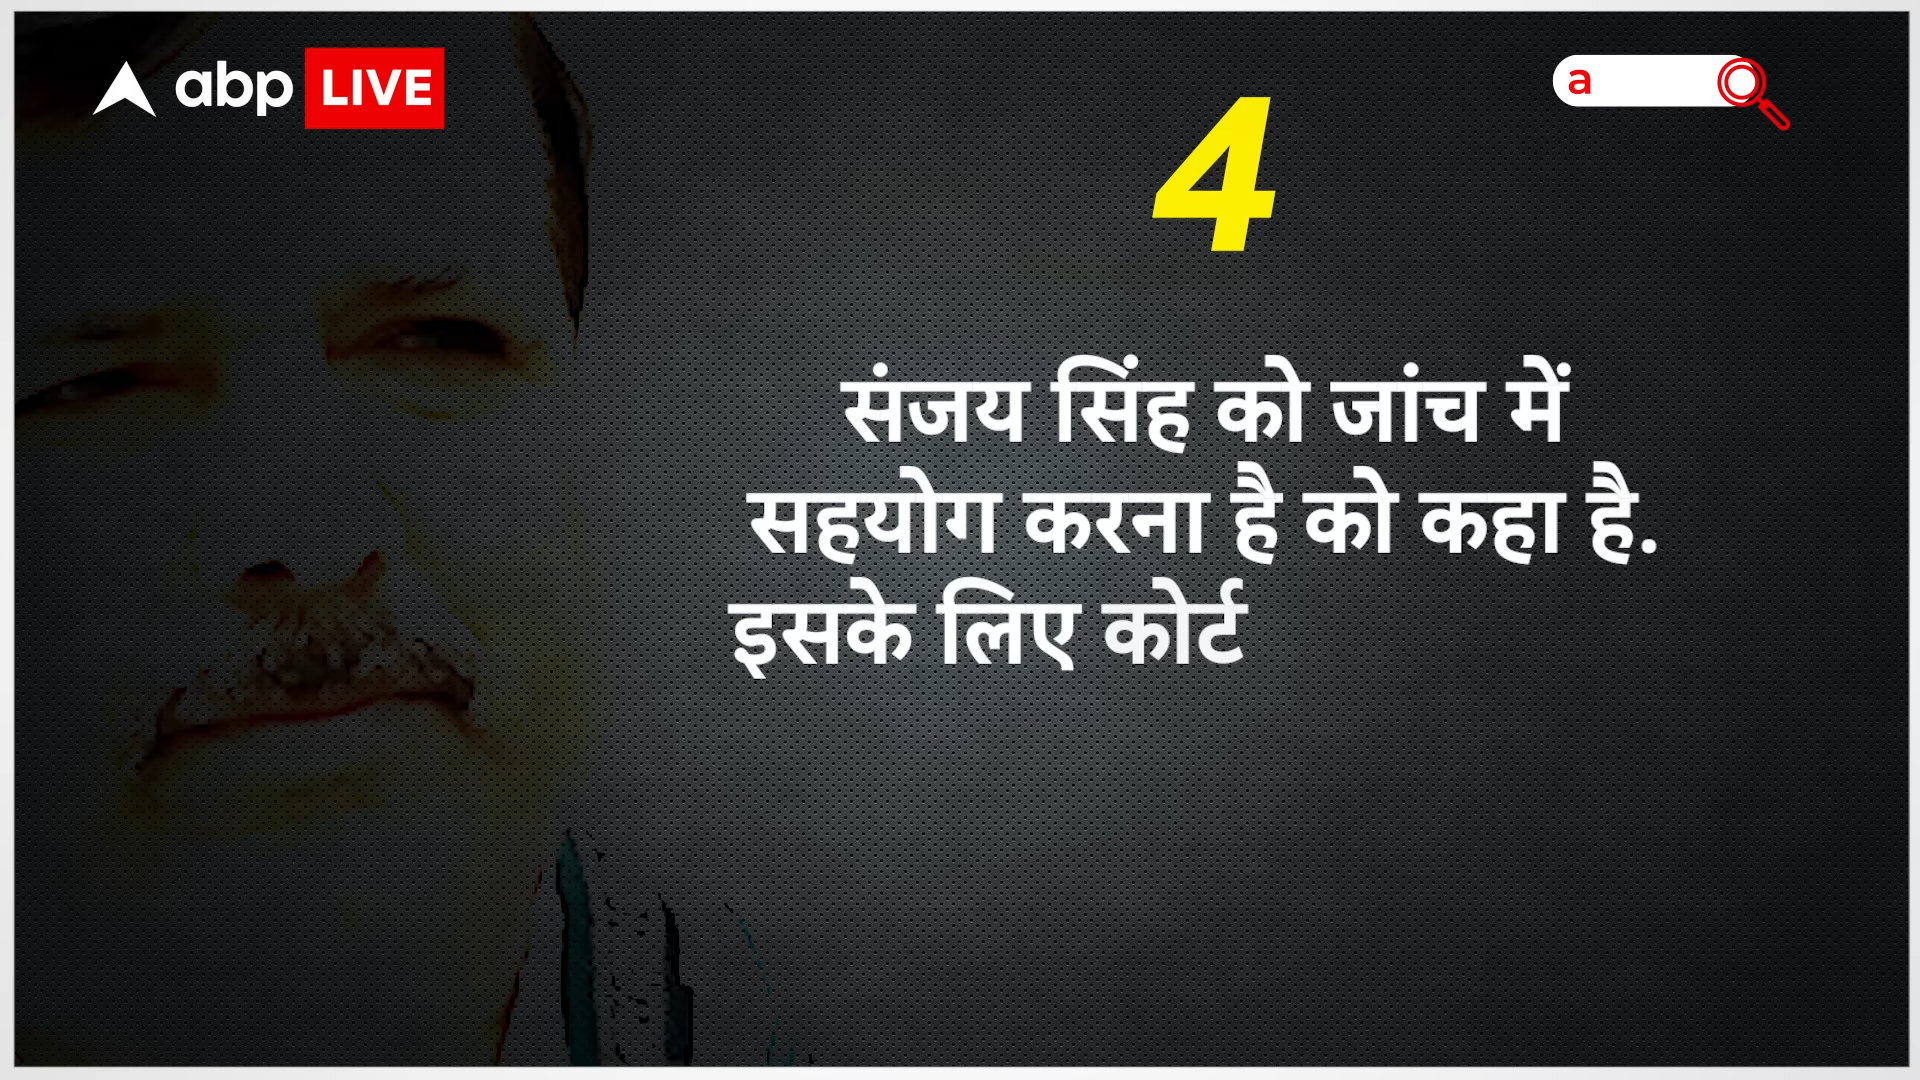 abp LIVE
a
4
संजय सिंह को जांच में
सहयोग करना है को कहा है.
इसके लिए कोर्ट